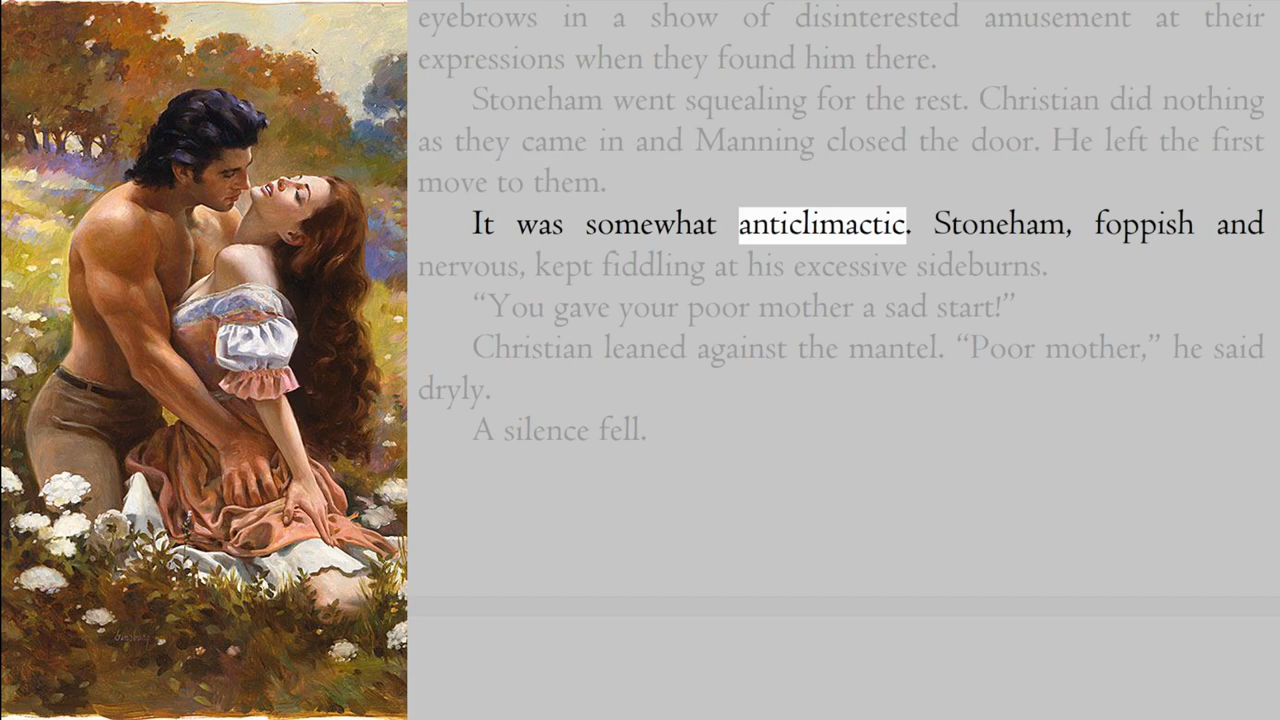 eyebrows in a show of disinterested amusement at their
expressions when they found him there.
Stoneham went squealing for the rest. Christian did nothing
as they came in and Manning closed the door. He left the first
move to them.
It was somewhat anticlimactic. Stoneham, foppish and
nervous, kept fiddling at his excessive sideburns.
“You gave your poor mother a sad start!”
Christian leaned against the mantel. “Poor mother,” he said
dryly.
A silence fell.